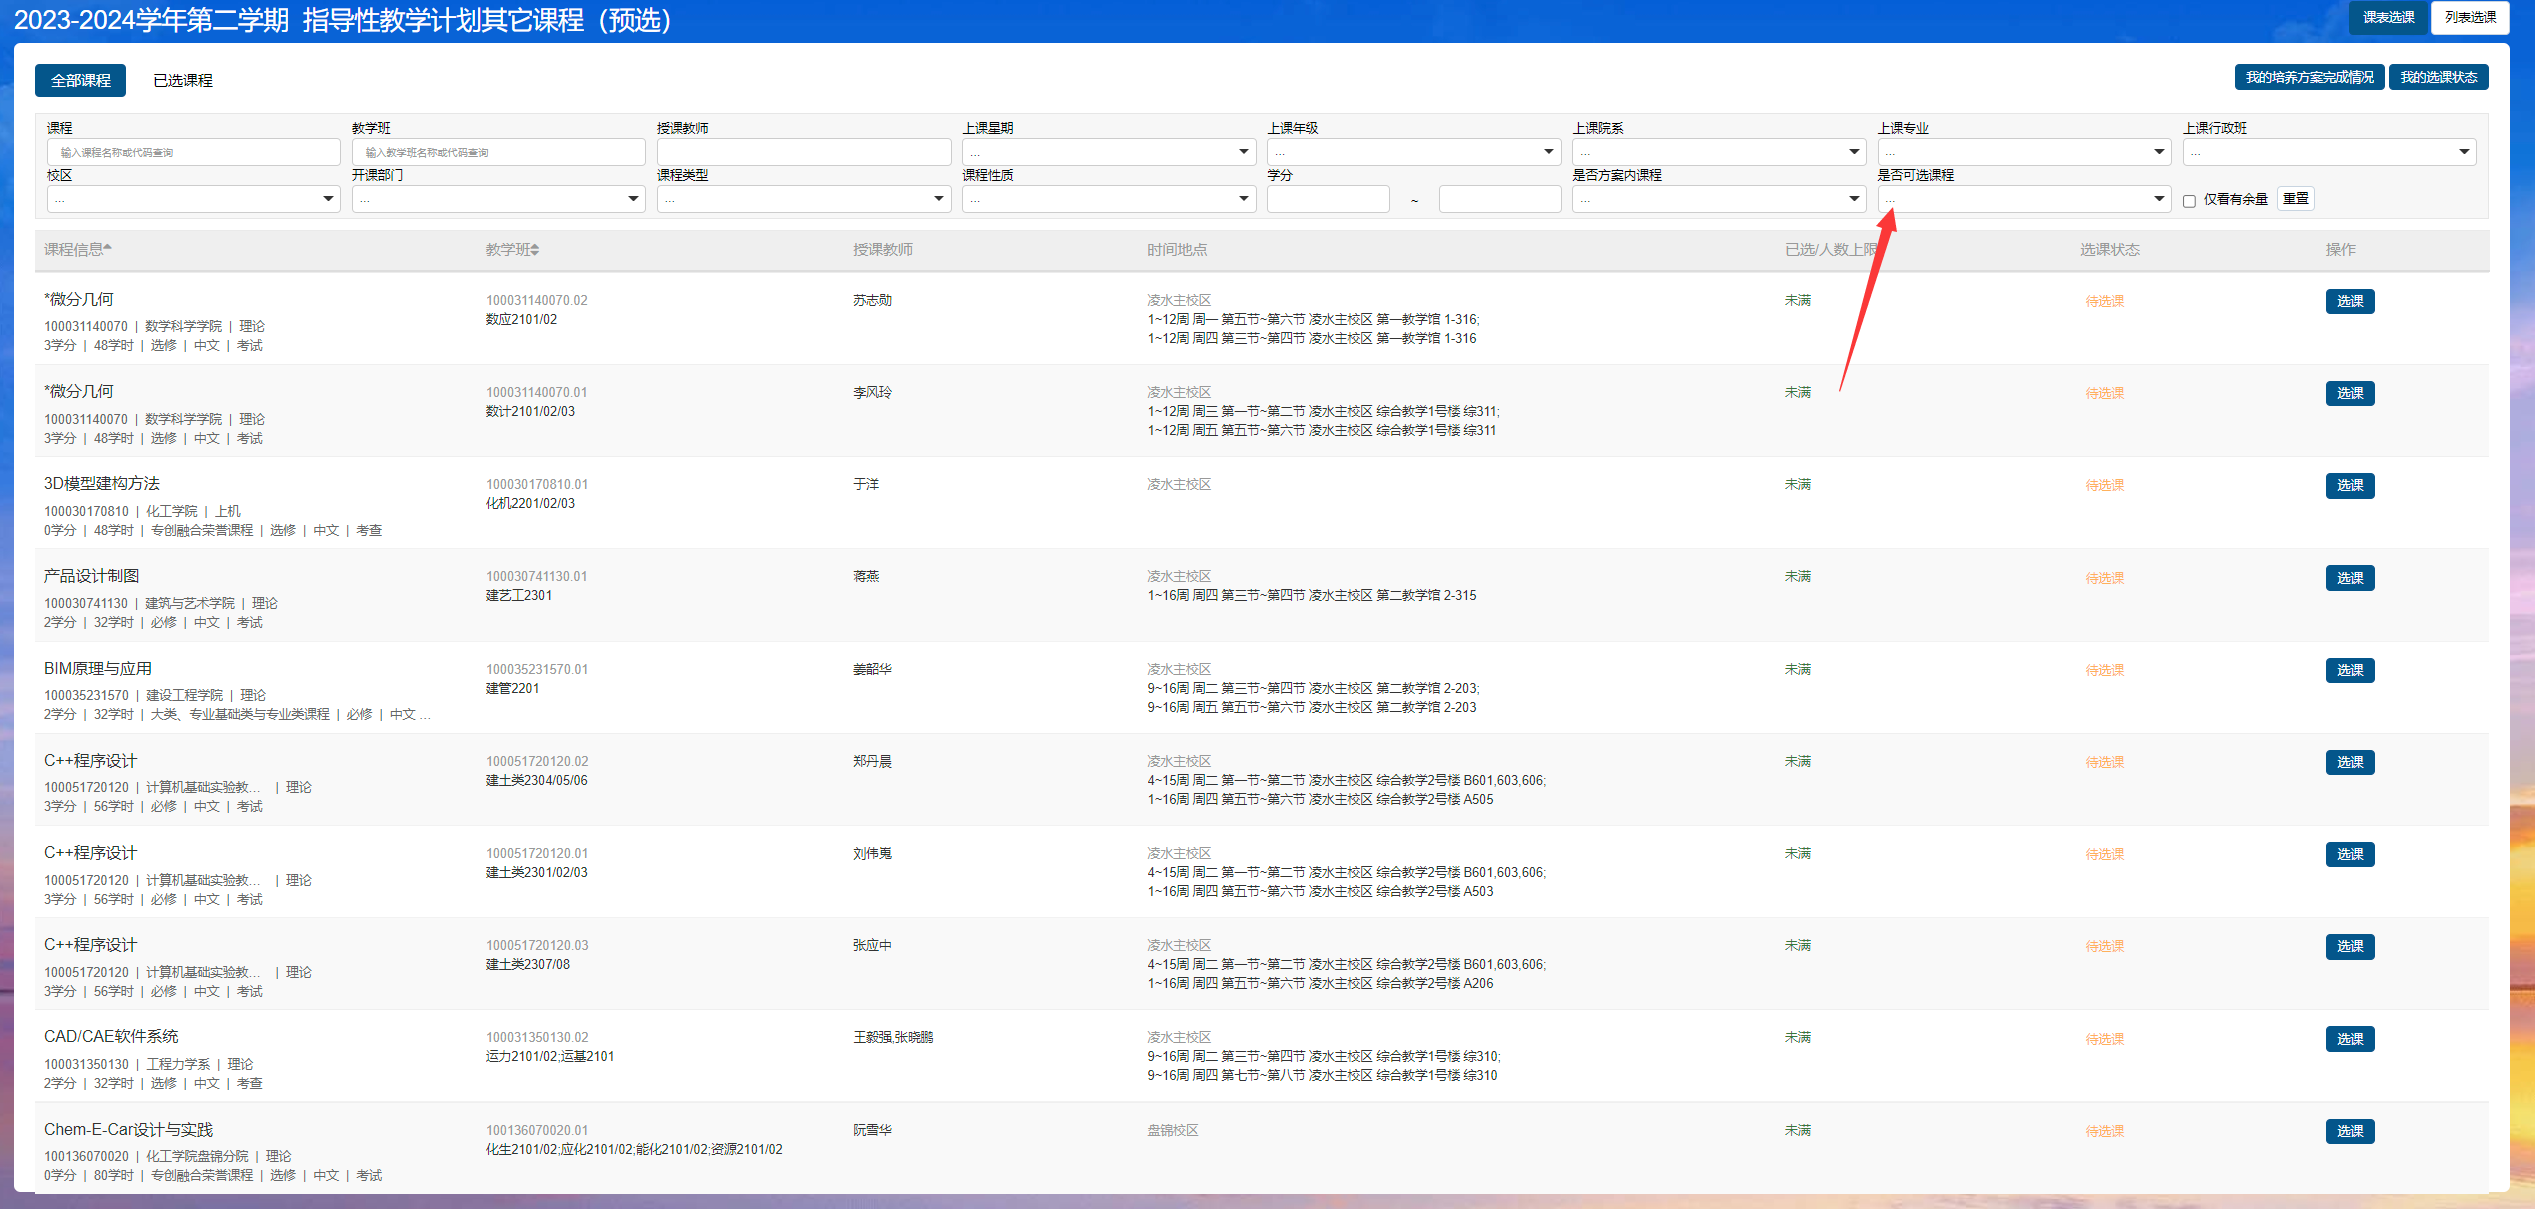 2023-2024学年第二学期 指导性教学计划其它课程（预选）
课表选课 列表选课
全部课程 已选课程
我的培养方案完成情况 我的选课状态
课程 教学班 授课教师 上课星期 上课年级 上课院系 上课专业 上课行政班
输入课程名称或代码查询 输入教学班名称或代码查询 ... ... ... ... ...
校区 开课部门 课程类型 课程性质 学分 是否方案内课程 是否可选课程
... ... ... ... ~ ... ... 仅看有余量 重置
课程信息 教学班 授课教师 时间地点 已选/人数上限 选课状态 操作
*微分几何 100031140070.02 苏志勋 凌水主校区 未满 待选课 选课
数应2101/02 1~12周 周一 第五节~第六节 凌水主校区 第一教学馆 1-316;
100031140070 | 数学科学学院 | 理论
3学分 | 48学时 | 选修 | 中文 | 考试 1~12周 周四 第三节~第四节 凌水主校区 第一教学馆 1-316
*微分几何 100031140070.01 李风玲 凌水主校区 未满 待选课 选课
数计2101/02/03 1~12周 周三 第一节~第二节 凌水主校区 综合教学1号楼 综311;
100031140070 | 数学科学学院 | 理论
3学分 | 48学时 | 选修 | 中文 | 考试 1~12周 周五 第五节~第六节 凌水主校区 综合教学1号楼 综311
3D模型建构方法 100030170810.01 于洋 凌水主校区 未满 待选课 选课
化机2201/02/03
100030170810 | 化工学院 | 上机
0学分 | 48学时 | 专创融合荣誉课程 | 选修 | 中文 | 考查
产品设计制图 100030741130.01 蒋燕 凌水主校区 未满 待选课 选课
建艺工2301 1~16周 周四 第三节~第四节 凌水主校区 第二教学馆 2-315
100030741130 | 建筑与艺术学院 | 理论
2学分 | 32学时 | 必修 | 中文 | 考试
BIM原理与应用 100035231570.01 姜韶华 凌水主校区 未满 待选课 选课
建管2201 9~16周 周二 第三节~第四节 凌水主校区 第二教学馆 2-203;
100035231570 | 建设工程学院 | 理论
2学分 | 32学时 | 大类、专业基础类与专业类课程 | 必修 | 中文 ... 9~16周 周五 第五节~第六节 凌水主校区 第二教学馆 2-203
C++程序设计 100051720120.02 郑丹晨 凌水主校区 未满 待选课 选课
建土类2304/05/06 4~15周 周二 第一节~第二节 凌水主校区 综合教学2号楼 B601,603,606;
100051720120 | 计算机基础实验教... | 理论
3学分 | 56学时 | 必修 | 中文 | 考试 1~16周 周四 第五节~第六节 凌水主校区 综合教学2号楼 A505
C++程序设计 100051720120.01 刘伟嵬 凌水主校区 未满 待选课 选课
建土类2301/02/03 4~15周 周二 第一节~第二节 凌水主校区 综合教学2号楼 B601,603,606;
100051720120 | 计算机基础实验教... | 理论
3学分 | 56学时 | 必修 | 中文 | 考试 1~16周 周四 第五节~第六节 凌水主校区 综合教学2号楼 A503
C++程序设计 100051720120.03 张应中 凌水主校区 未满 待选课 选课
建土类2307/08 4~15周 周二 第一节~第二节 凌水主校区 综合教学2号楼 B601,603,606;
100051720120 | 计算机基础实验教... | 理论
3学分 | 56学时 | 必修 | 中文 | 考试 1~16周 周四 第五节~第六节 凌水主校区 综合教学2号楼 A206
CAD/CAE软件系统 100031350130.02 王毅强,张晓鹏 凌水主校区 未满 待选课 选课
运力2101/02;运基2101 9~16周 周二 第三节~第四节 凌水主校区 综合教学1号楼 综310;
100031350130 | 工程力学系 | 理论
2学分 | 32学时 | 选修 | 中文 | 考查 9~16周 周四 第七节~第八节 凌水主校区 综合教学1号楼 综310
Chem-E-Car设计与实践 100136070020.01 阮雪华 盘锦校区 未满 待选课 选课
化生2101/02;应化2101/02;能化2101/02;资源2101/02
100136070020 | 化工学院盘锦分院 | 理论
0学分 | 80学时 | 专创融合荣誉课程 | 选修 | 中文 | 考试